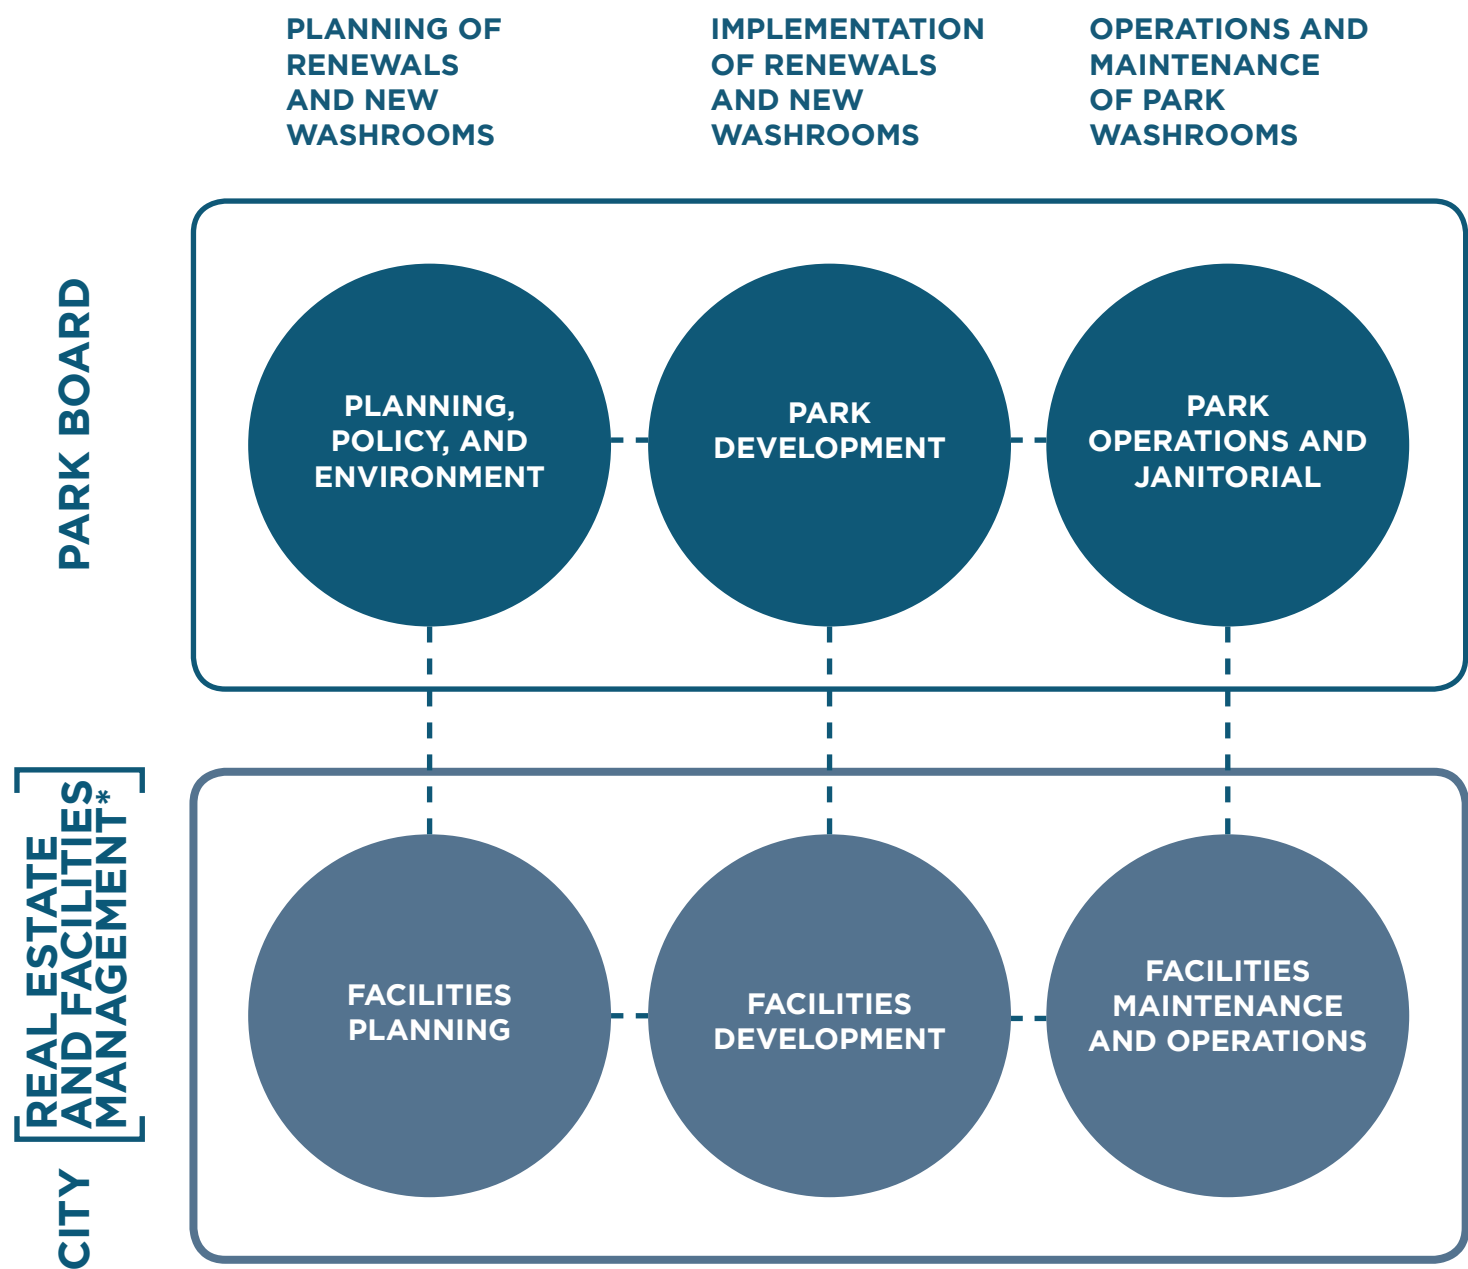 PLANNING OF
RENEWALS
AND NEW
WASHROOMS
IMPLEMENTATION
OF RENEWALS
AND NEW
WASHROOMS
OPERATIONS AND
MAINTENANCE
OF PARK
WASHROOMS
PARK BOARD
PLANNING,
POLICY, AND
ENVIRONMENT
PARK
DEVELOPMENT
PARK
OPERATIONS AND
JANITORIAL
CITY
REAL ESTATE
AND FACILITIES
MANAGEMENT*
FACILITIES
PLANNING
FACILITIES
DEVELOPMENT
FACILITIES
MAINTENANCE
AND OPERATIONS